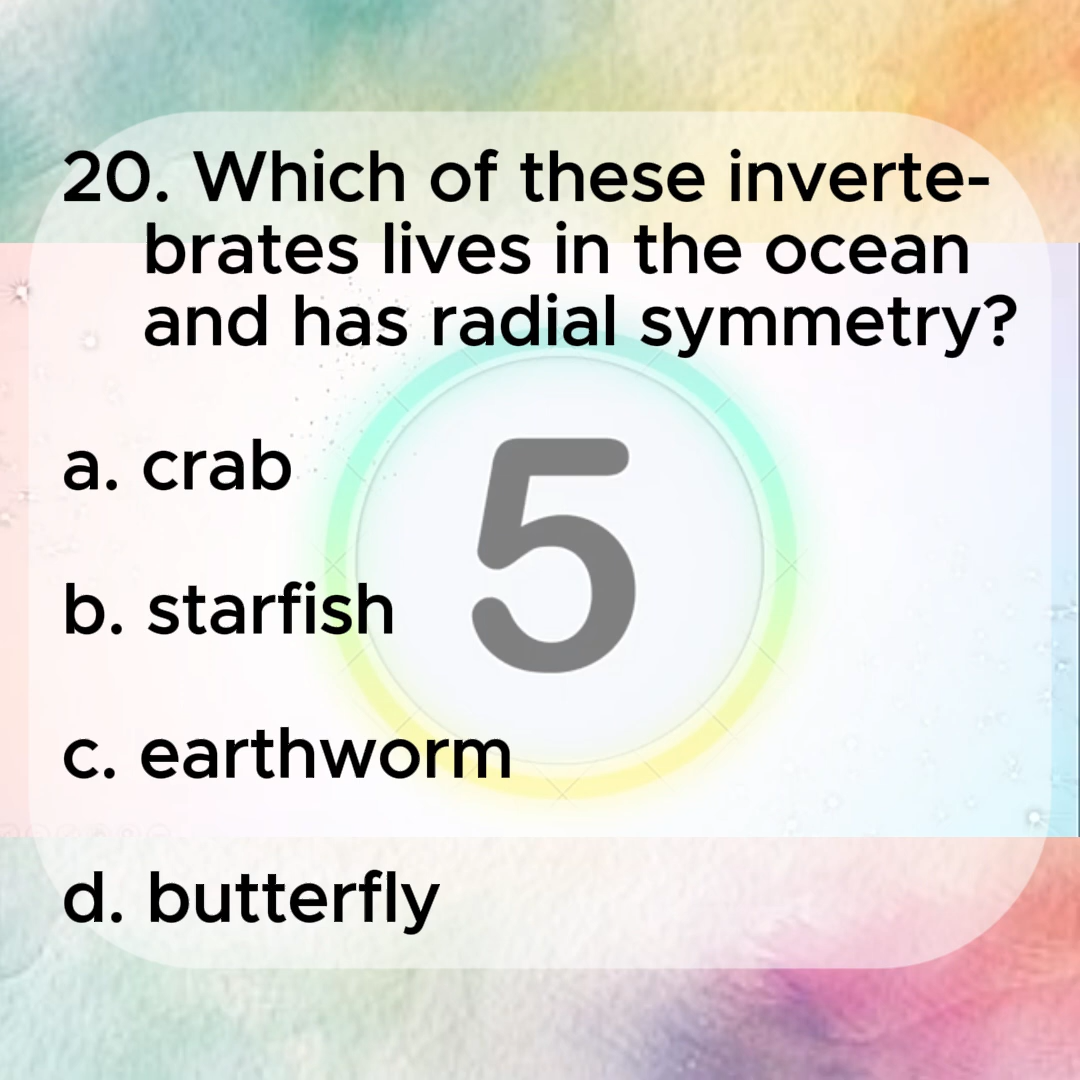 20. Which of these inverte-
brates lives in the ocean
and has radial symmetry?
a. crab
5
b. starfish
c. earthworm
d. butterfly